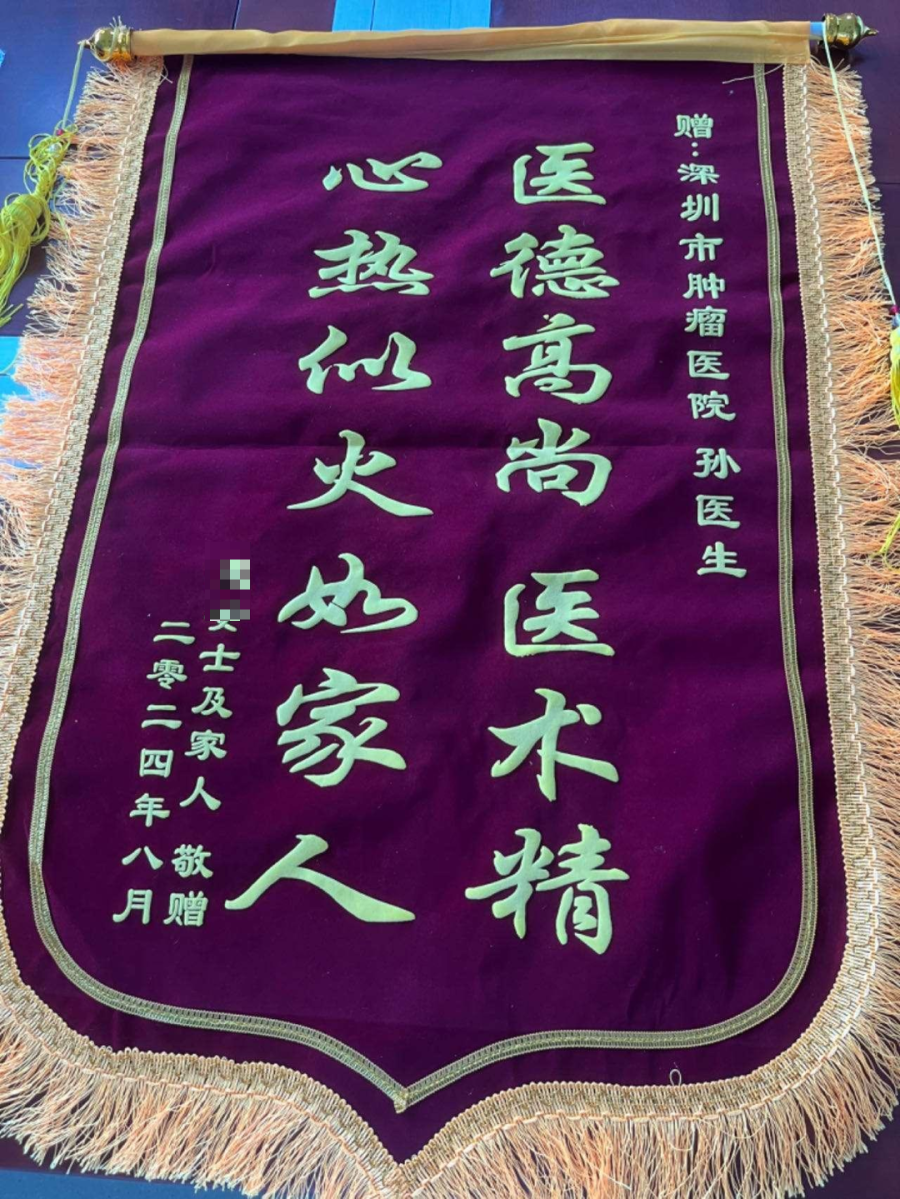 赠：深圳市肿瘤医院 孙医生
医德高尚 医术精
心热似火 如家人
女士及家人 敬赠
二零二四年八月